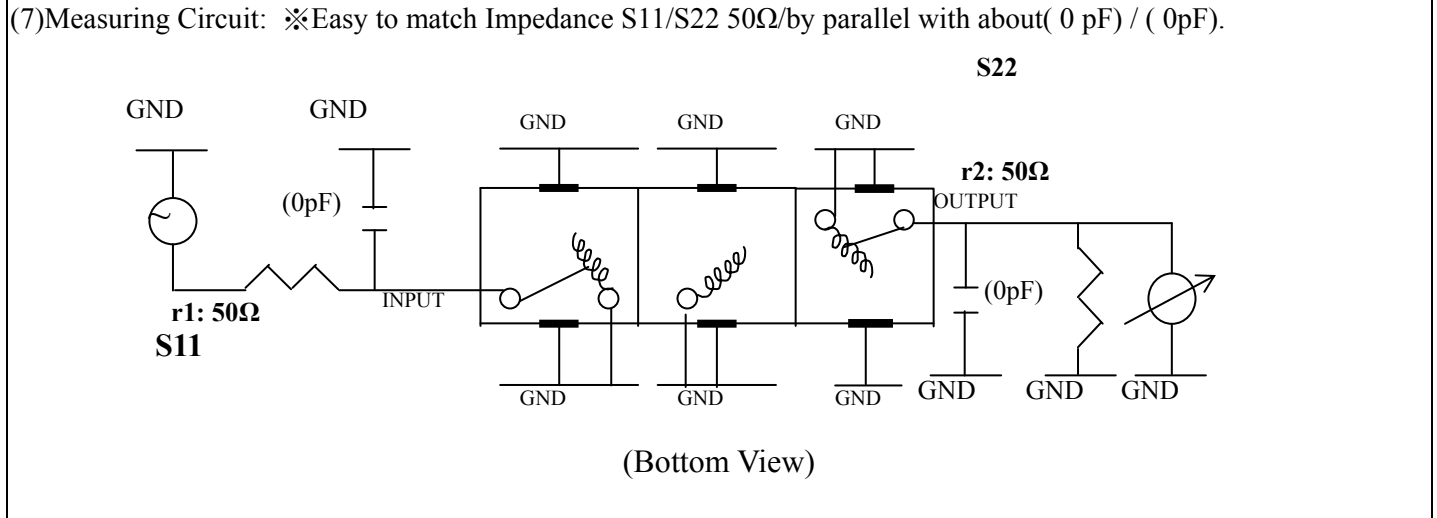 (7)Measuring Circuit: ※Easy to match Impedance S11/S22 50Ω/by parallel with about( 0 pF) / ( 0pF).
S22
GND GND GND GND GND
r2: 50Ω
(0pF) OUTPUT
INPUT (0pF)
r1: 50Ω
S11
GND GND GND GND GND GND
(Bottom View)